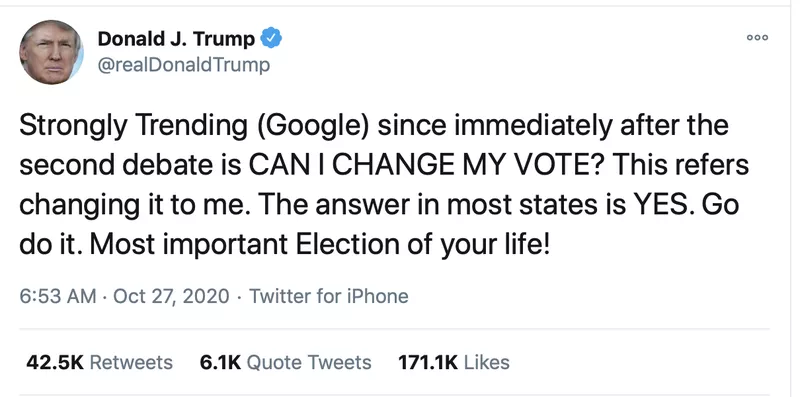 Donald J. Trump
@realDonaldTrump
Strongly Trending (Google) since immediately after the
second debate is CAN I CHANGE MY VOTE? This refers
changing it to me. The answer in most states is YES. Go
do it. Most important Election of your life!
6:53 AM · Oct 27, 2020 · Twitter for iPhone
42.5K Retweets 6.1K Quote Tweets 171.1K Likes